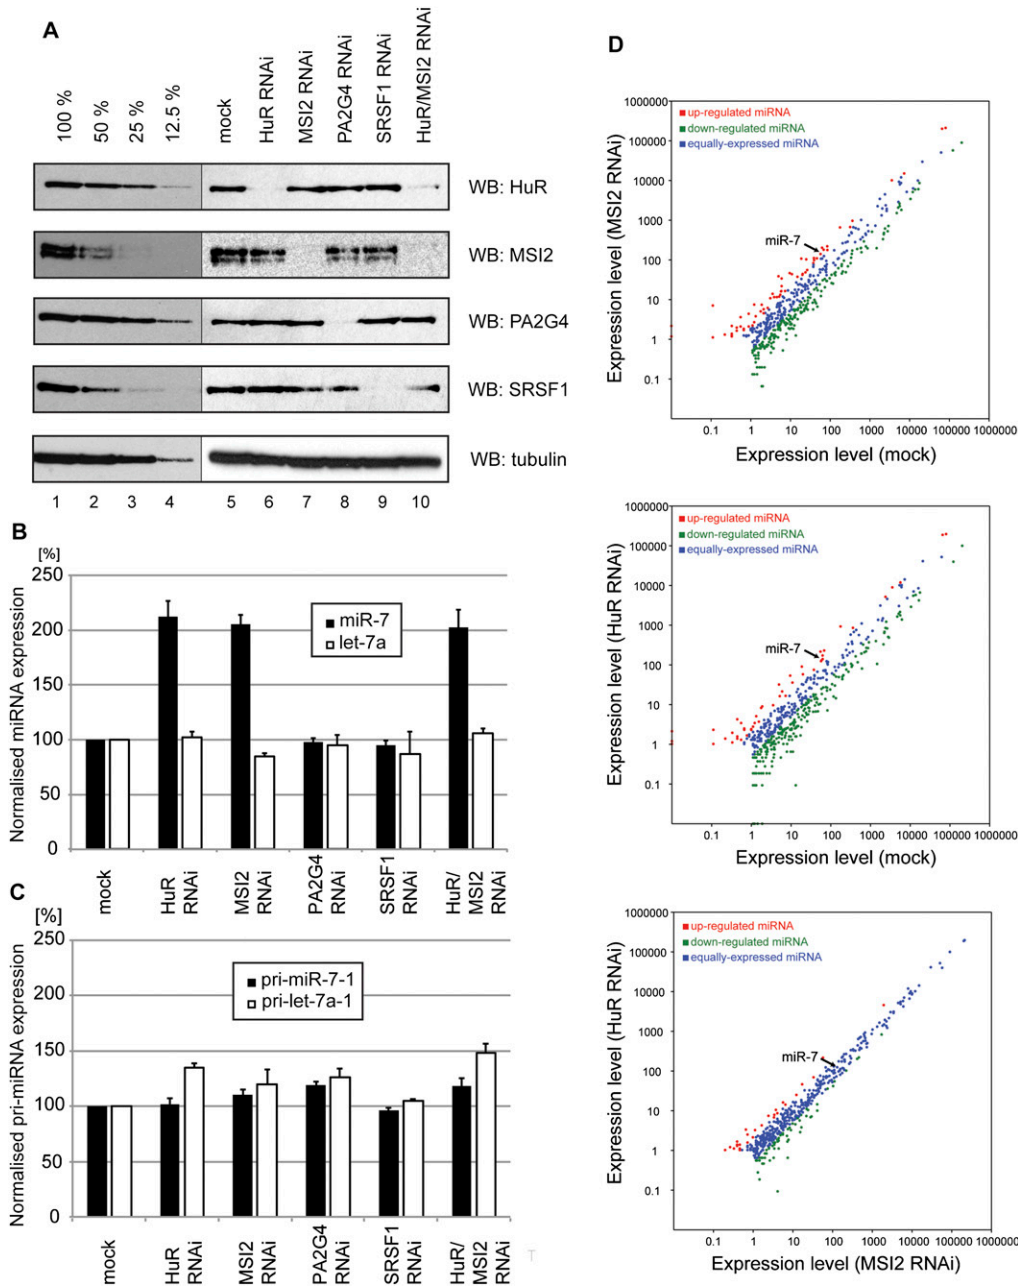 A
100 %
50 %
25 %
12.5 %
mock
HuR RNAi
MSI2 RNAi
PA2G4 RNAi
SRSF1 RNAi
HuR/MSI2 RNAi
WB: HuR
WB: MSI2
WB: PA2G4
WB: SRSF1
WB: tubulin
1 2 3 4 5 6 7 8 9 10
B
[%]
Normalised miRNA expression
250
200
150
100
50
0
miR-7
let-7a
mock
HuR RNAi
MSI2 RNAi
PA2G4 RNAi
SRSF1 RNAi
HuR/ MSI2 RNAi
C
[%]
Normalised pri-miRNA expression
250
200
150
100
50
0
pri-miR-7-1
pri-let-7a-1
mock
HuR RNAi
MSI2 RNAi
PA2G4 RNAi
SRSF1 RNAi
HuR/ MSI2 RNAi
T
D
Expression level (MSI2 RNAi)
1000000
100000
10000
1000
100
10
1
0.1
up-regulated miRNA
down-regulated miRNA
equally-expressed miRNA
miR-7
0.1 1 10 100 1000 10000 100000 1000000
Expression level (mock)
Expression level (HuR RNAi)
1000000
100000
10000
1000
100
10
1
0.1
up-regulated miRNA
down-regulated miRNA
equally-expressed miRNA
miR-7
0.1 1 10 100 1000 10000 100000 1000000
Expression level (mock)
Expression level (HuR RNAi)
1000000
100000
10000
1000
100
10
1
0.1
up-regulated miRNA
down-regulated miRNA
equally-expressed miRNA
miR-7
0.1 1 10 100 1000 10000 100000 1000000
Expression level (MSI2 RNAi)